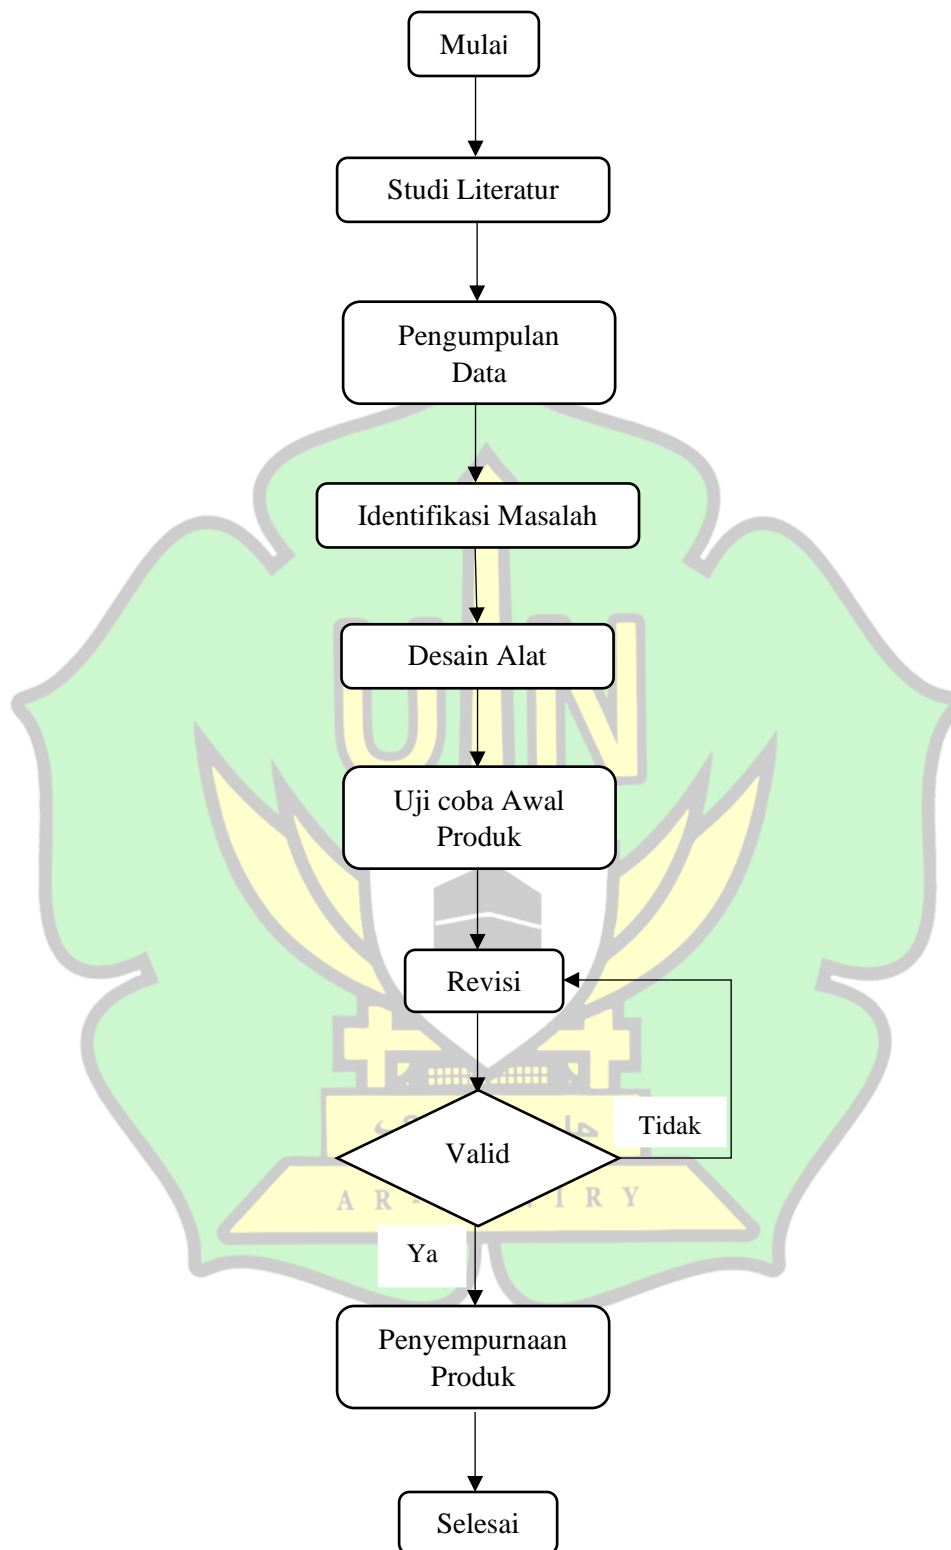 Mulai
Studi Literatur
Pengumpulan
Data
Identifikasi Masalah
Desain Alat
UIN
Uji coba Awal
Produk
Revisi
Valid
Tidak
Ya
Penyempurnaan
Produk
Selesai